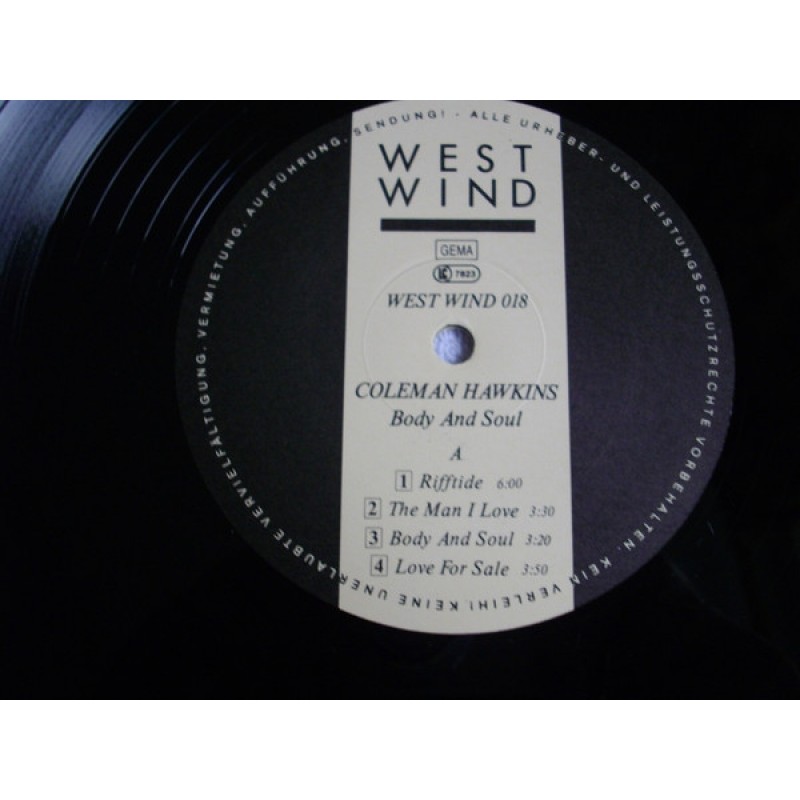 WEST
WIND
GEMA
LC 7823
WEST WIND 018
COLEMAN HAWKINS
Body And Soul
A
1 Rifftide 6:00
2 The Man I Love 3:30
3 Body And Soul 3:20
4 Love For Sale 3:50
ALLE URHEBER- UND LEISTUNGSSCHUTZRECHTE VORBEHALTEN. KEIN VERLEIH! KEINE UNERLAUBTE VERVIELFÄLTIGUNG, VERMIETUNG, AUFFÜHRUNG, SENDUNG! ·